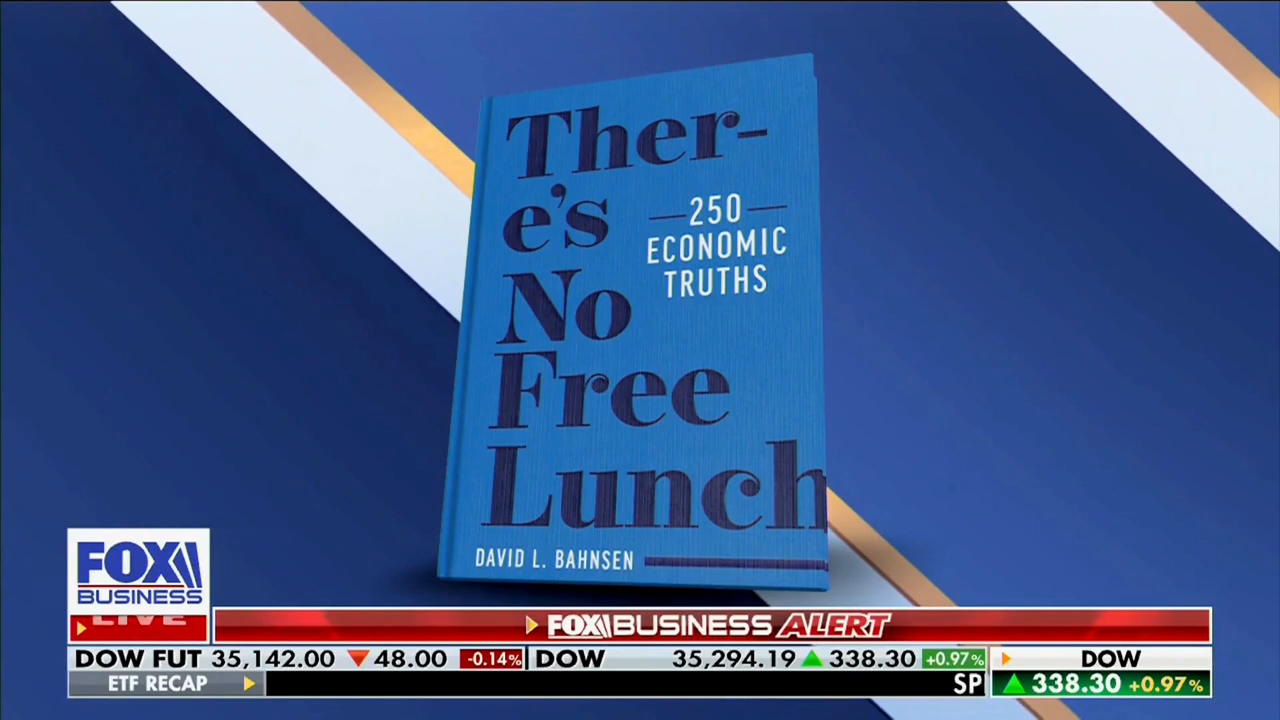 Ther-
e's
No
Free
Lunch
250
ECONOMIC
TRUTHS
DAVID L. BAHNSEN
FOX
BUSINESS
LIVE
FOX BUSINESS ALERT
DOW FUT 35,142.00 ▼ 48.00 -0.14% DOW 35,294.19 ▲ 338.30 +0.97% DOW
ETF RECAP SP ▲ 338.30 +0.97%